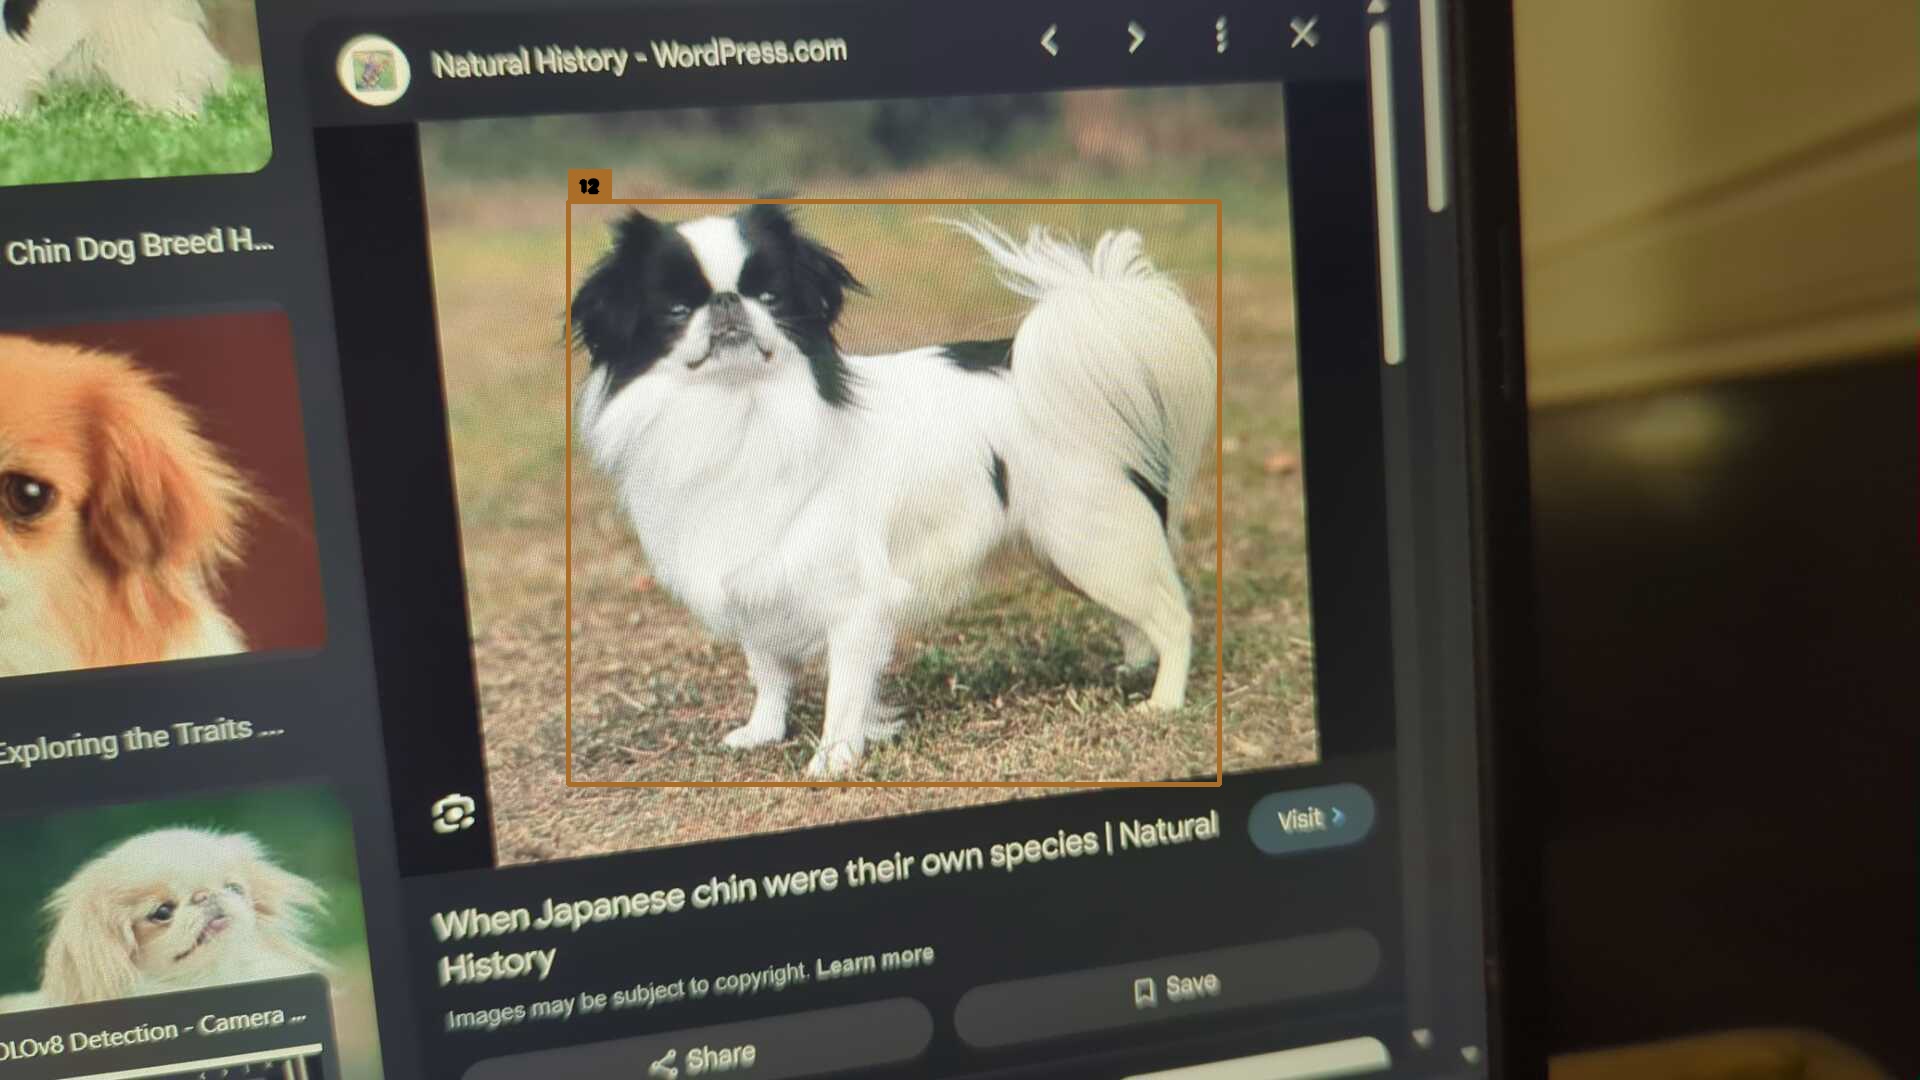 Natural History - WordPress.com
12
Chin Dog Breed H...
Exploring the Traits ...
When Japanese chin were their own species | Natural
History
Visit
Images may be subject to copyright. Learn more
Save
Share
OLOv8 Detection - Camera ...